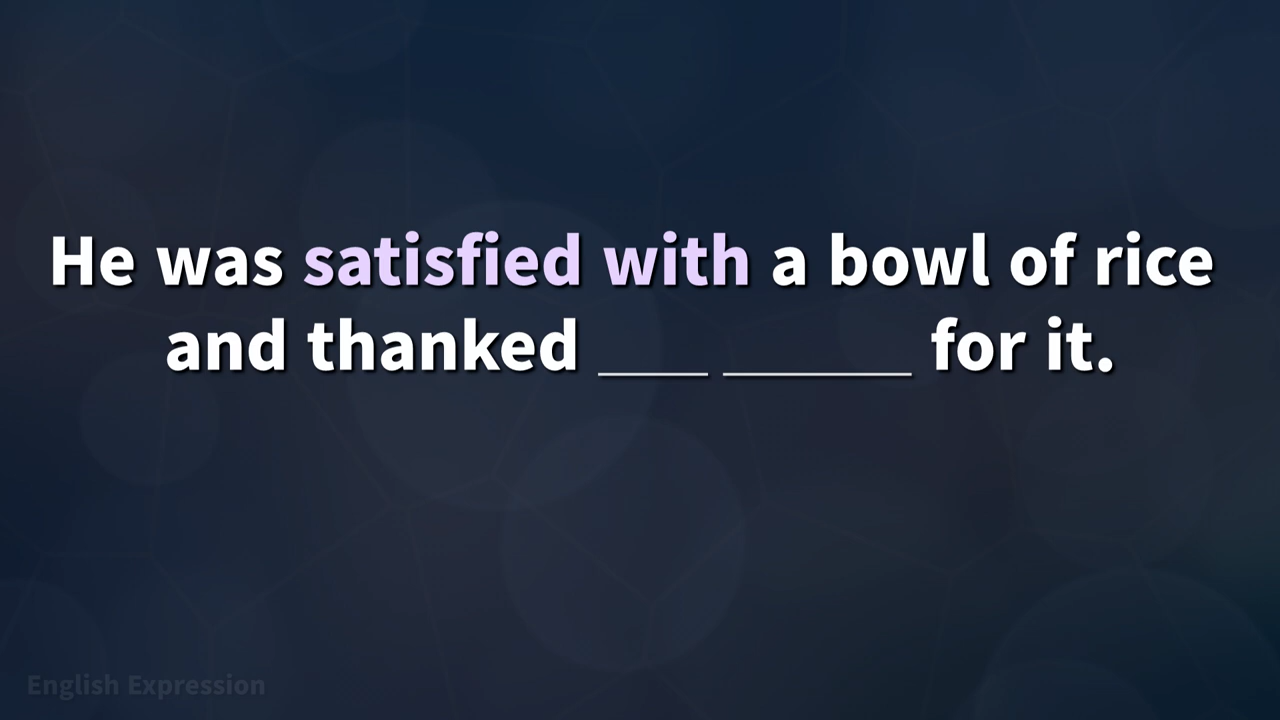 He was satisfied with a bowl of rice
and thanked ____ ______ for it.
English Expression